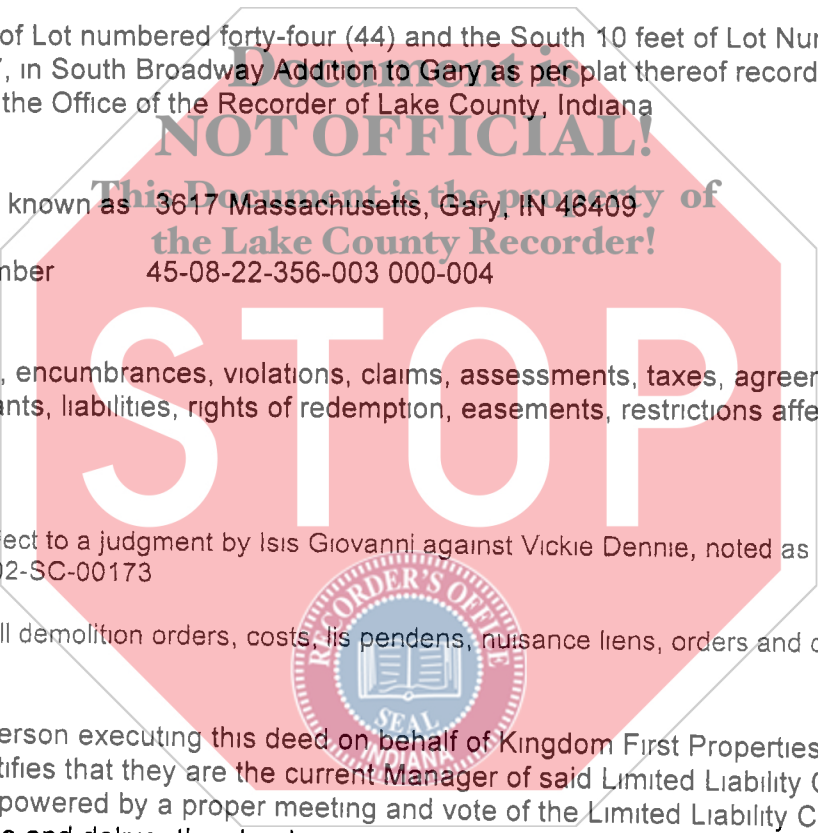 of Lot numbered forty-four (44) and the South 10 feet of Lot Nu
Document is
, in South Broadway Addition to Gary as per plat thereof record
the Office of the Recorder of Lake County, Indiana
NOT OFFICIAL!
This Document is the property of
known as 3617 Massachusetts, Gary, IN 46409
the Lake County Recorder!
mber 45-08-22-356-003 000-004
STOP
, encumbrances, violations, claims, assessments, taxes, agreer
ants, liabilities, rights of redemption, easements, restrictions affe
ject to a judgment by Isis Giovanni against Vickie Dennie, noted as
02-SC-00173
RECORDER'S OFFICE
ll demolition orders, costs, lis pendens, nuisance liens, orders and
SEAL
INDIANA
erson executing this deed on behalf of Kingdom First Properties
tifies that they are the current Manager of said Limited Liability
powered by a proper meeting and vote of the Limited Liability C